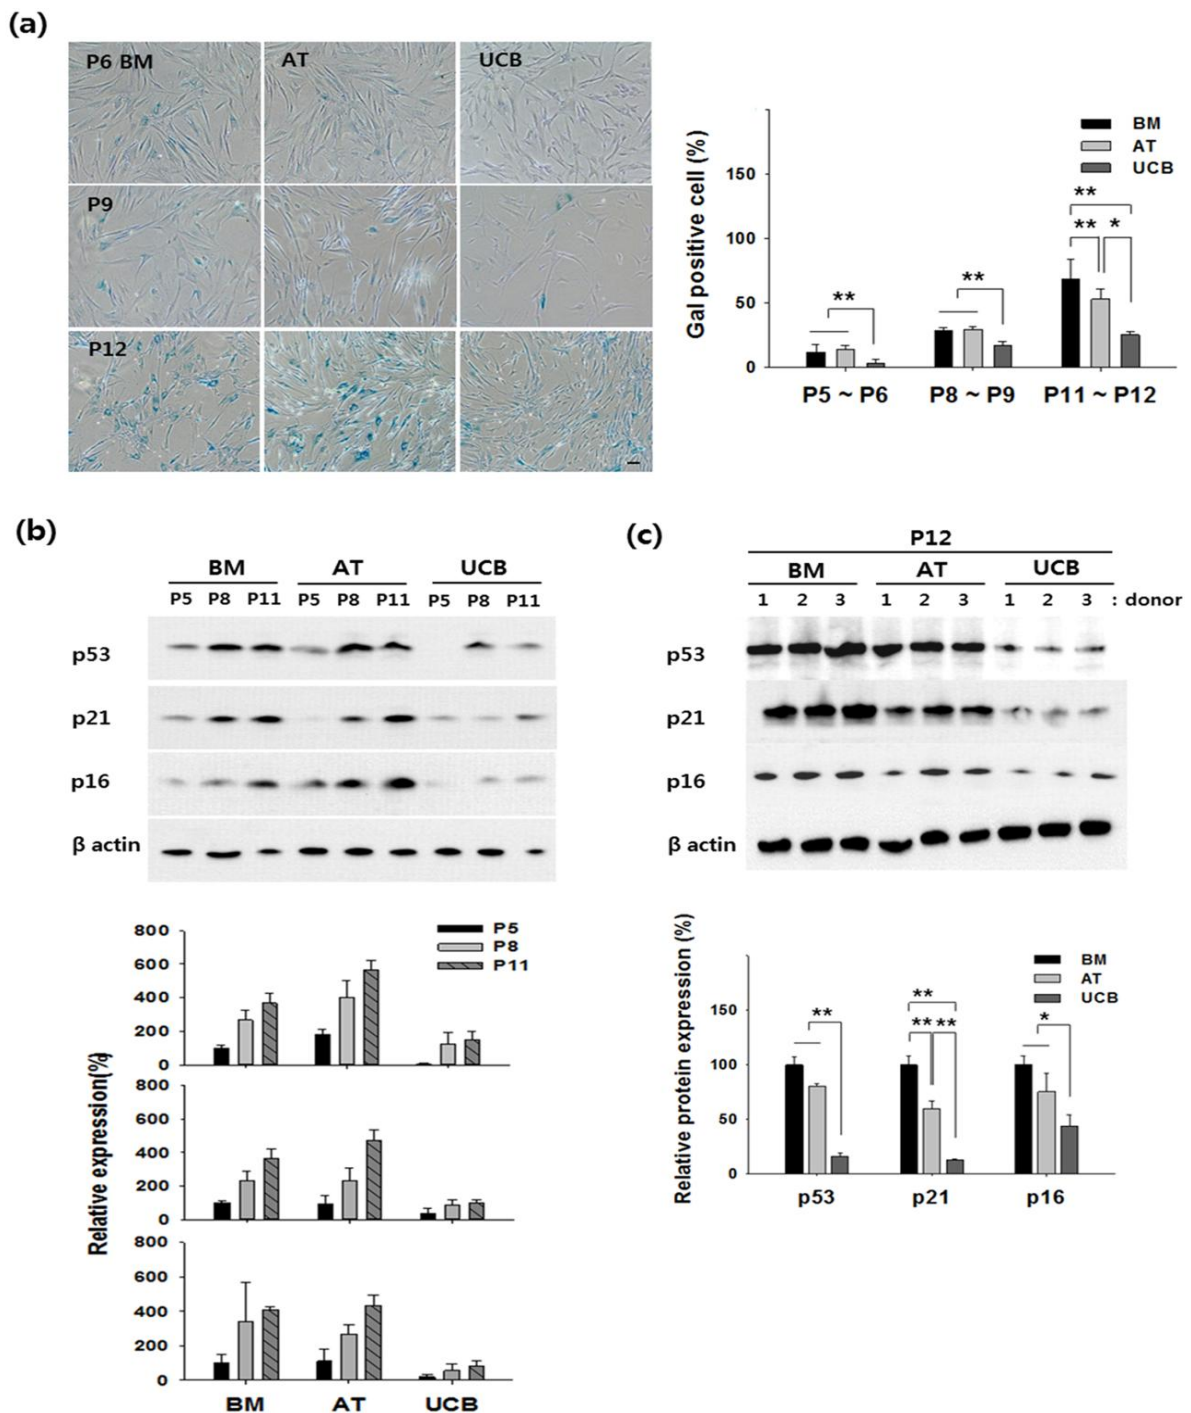 (a)
P6 BM
AT
UCB
P9
P12
Gal positive cell (%)
150
100
50
0
BM
AT
UCB
**
**
**
**
*
P5 ~ P6
P8 ~ P9
P11 ~ P12
(b)
BM
AT
UCB
P5
P8
P11
P5
P8
P11
P5
P8
P11
p53
p21
p16
β actin
Relative expression(%)
800
600
400
200
0
P5
P8
P11
800
600
400
200
0
800
600
400
200
0
BM
AT
UCB
(c)
P12
BM
AT
UCB
1 2 3 1 2 3 1 2 3 : donor
p53
p21
p16
β actin
Relative protein expression (%)
150
100
50
0
BM
AT
UCB
**
**
**
**
*
p53
p21
p16